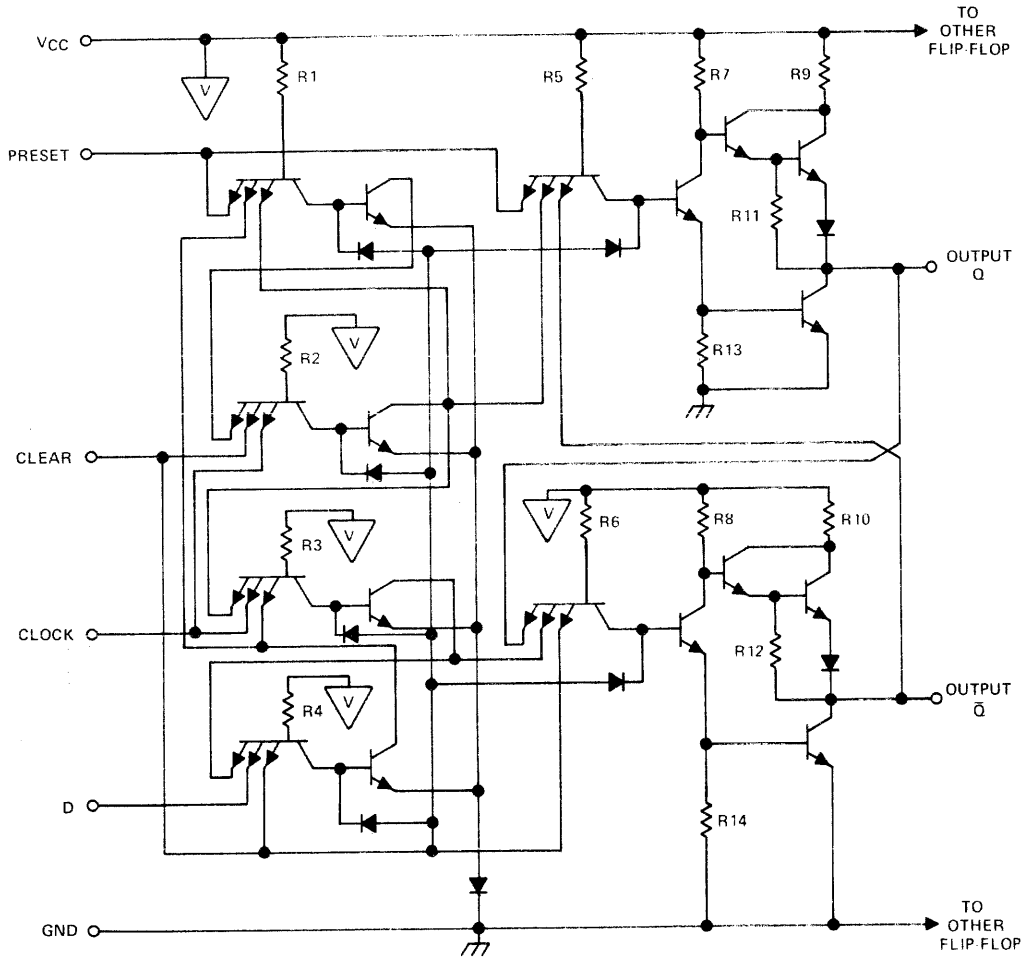 TO
OTHER
FLIP-FLOP
VCC
V
R1
R5
R7
R9
PRESET
R11
OUTPUT
Q
R2
V
R13
CLEAR
V
R3
V
R6
R8
R10
CLOCK
R12
R4
V
OUTPUT
Q̄
D
R14
GND
TO
OTHER
FLIP-FLOP